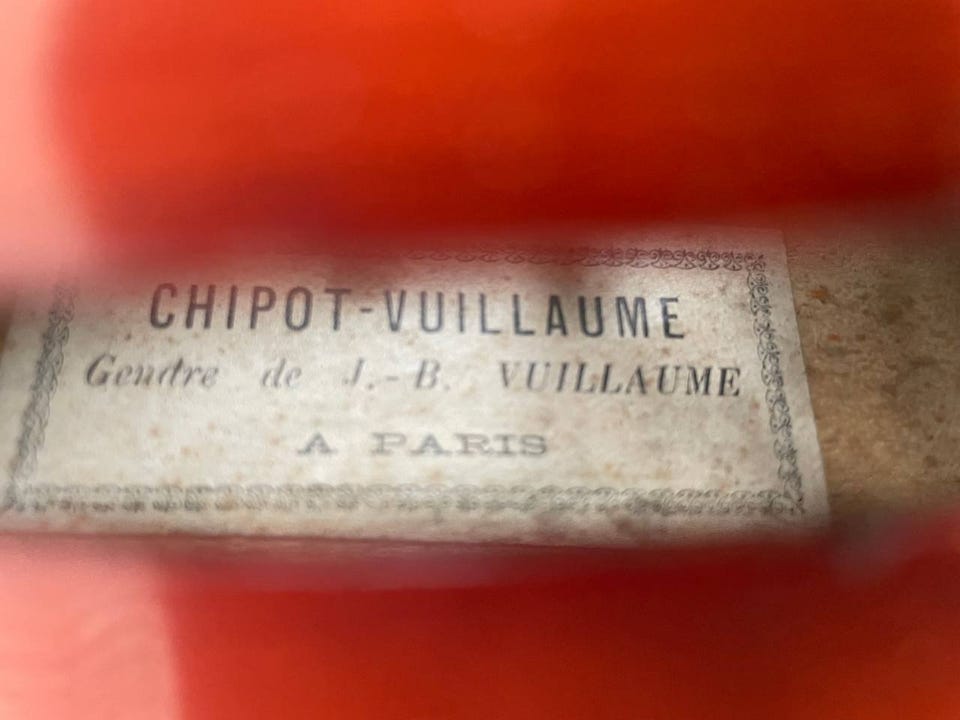 CHIPOT-VUILLAUME
Gendre de J.-B. VUILLAUME
A PARIS